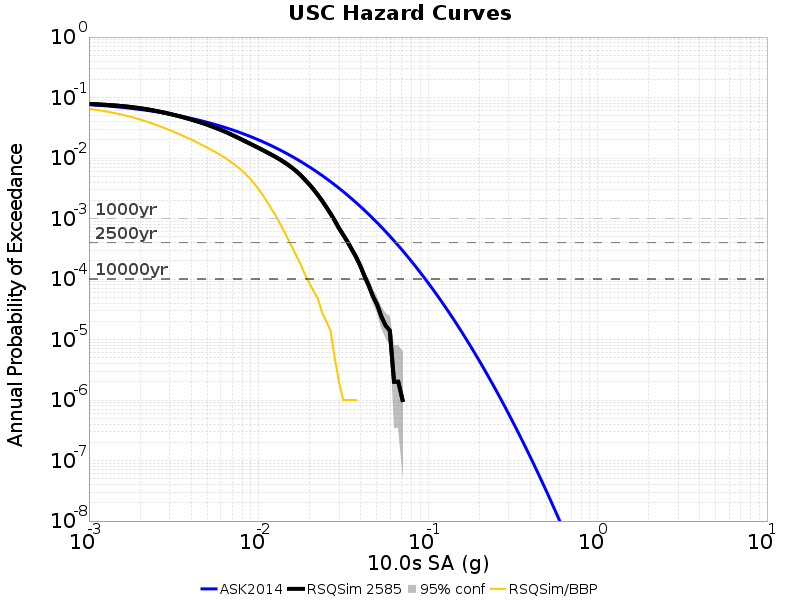 USC Hazard Curves
Annual Probability of Exceedance
10^0
10^-1
10^-2
10^-3
10^-4
10^-5
10^-6
10^-7
10^-8
1000yr
2500yr
10000yr
10^-3 10^-2 10^-1 10^0 10^1
10.0s SA (g)
ASK2014 RSQSim 2585 95% conf RSQSim/BBP